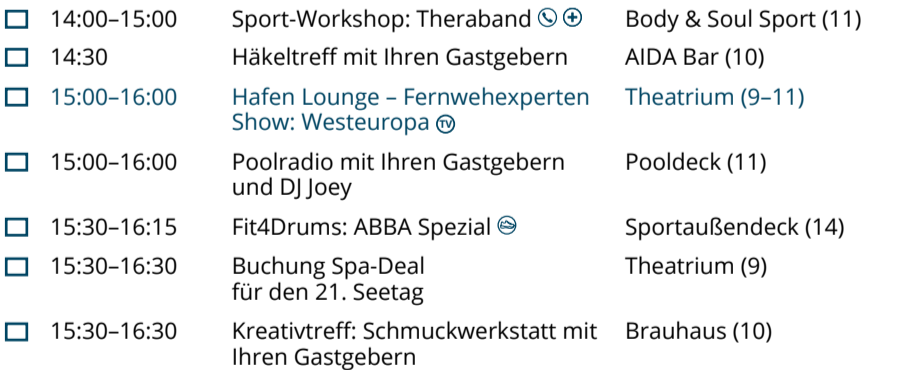 14:00–15:00 Sport-Workshop: Theraband Body & Soul Sport (11)
14:30 Häkeltreff mit Ihren Gastgebern AIDA Bar (10)
15:00–16:00 Hafen Lounge – Fernwehexperten Theatrium (9–11)
Show: Westeuropa TV
15:00–16:00 Poolradio mit Ihren Gastgebern Pooldeck (11)
und DJ Joey
15:30–16:15 Fit4Drums: ABBA Spezial Sportaußendeck (14)
15:30–16:30 Buchung Spa-Deal Theatrium (9)
für den 21. Seetag
15:30–16:30 Kreativtreff: Schmuckwerkstatt mit Brauhaus (10)
Ihren Gastgebern